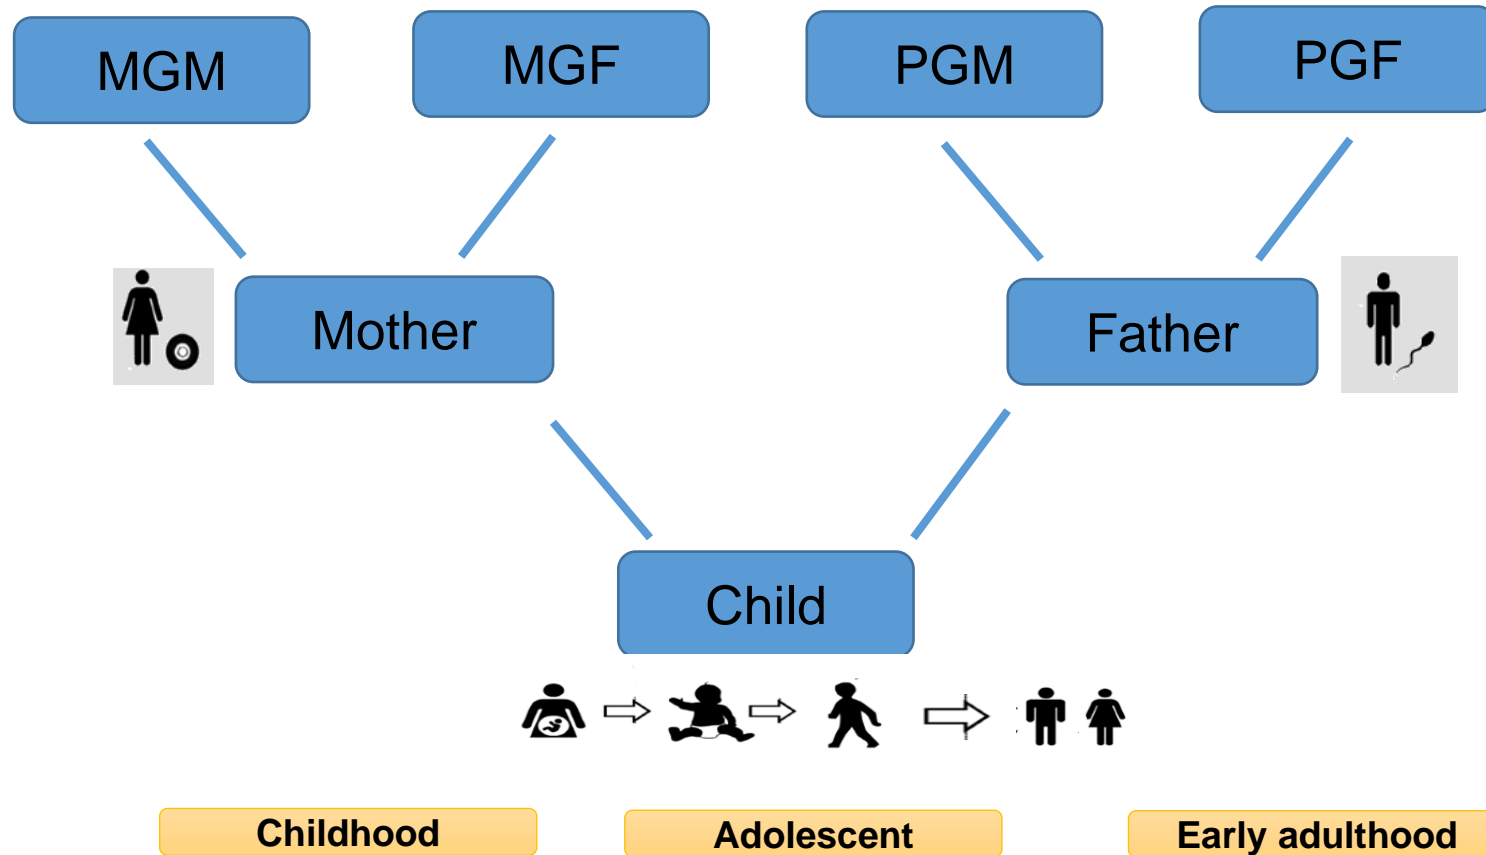 MGM
MGF
PGM
PGF
Mother
Father
Child
Childhood
Adolescent
Early adulthood